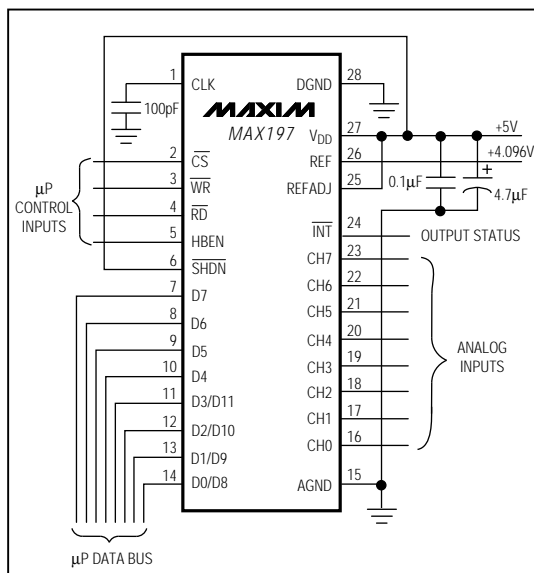 1
CLK
100pF
MAXIM
MAX197
DGND
28
VDD
27
+5V
REF
26
+4.096V
REFADJ
25
0.1µF
+
4.7µF
µP
CONTROL
INPUTS
2
CS
3
WR
4
RD
5
HBEN
6
SHDN
INT
24
OUTPUT STATUS
7
D7
8
D6
9
D5
10
D4
11
D3/D11
12
D2/D10
13
D1/D9
14
D0/D8
CH7
23
CH6
22
CH5
21
CH4
20
CH3
19
CH2
18
CH1
17
CH0
16
ANALOG
INPUTS
AGND
15
µP DATA BUS